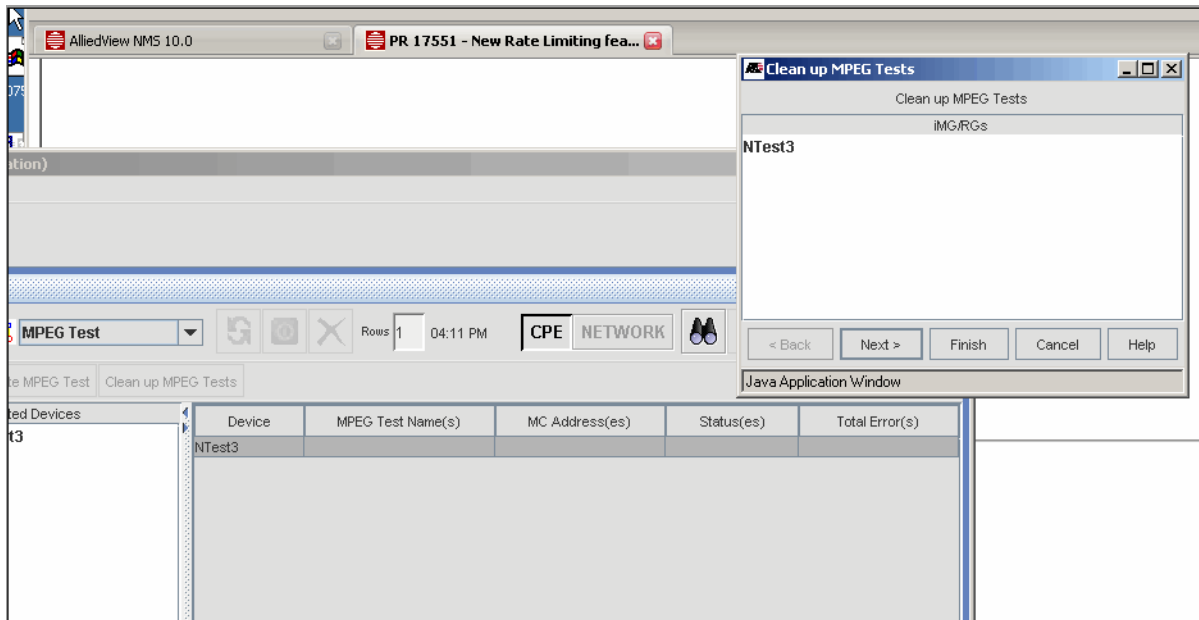 AlliedView NMS 10.0
PR 17551 - New Rate Limiting fea...
Clean up MPEG Tests
Clean up MPEG Tests
iMG/RGs
NTest3
075
ation)
MPEG Test
Rows 1 04:11 PM CPE NETWORK
< Back Next > Finish Cancel Help
te MPEG Test Clean up MPEG Tests
Java Application Window
ted Devices
Device MPEG Test Name(s) MC Address(es) Status(es) Total Error(s)
t3
NTest3